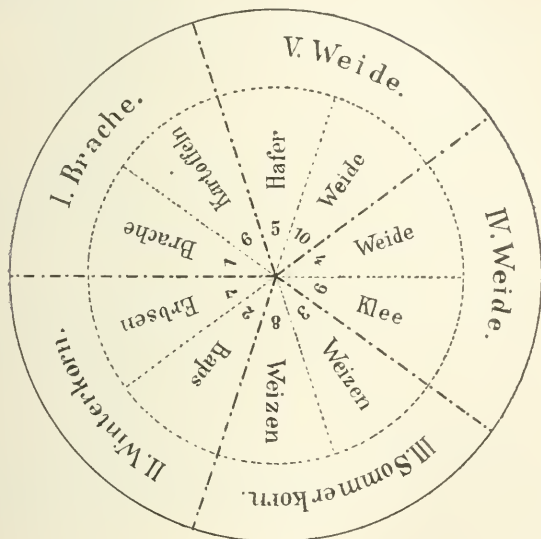 I. Brache.
II. Winterkorn.
III. Sommerkorn.
IV. Weide.
V. Weide.
Brache 1
Raps 2
Weizen 3
Weide 4
Hafer 5
Kartoffeln 6
Erbsen 7
Weizen 8
Klee 9
Weide 10